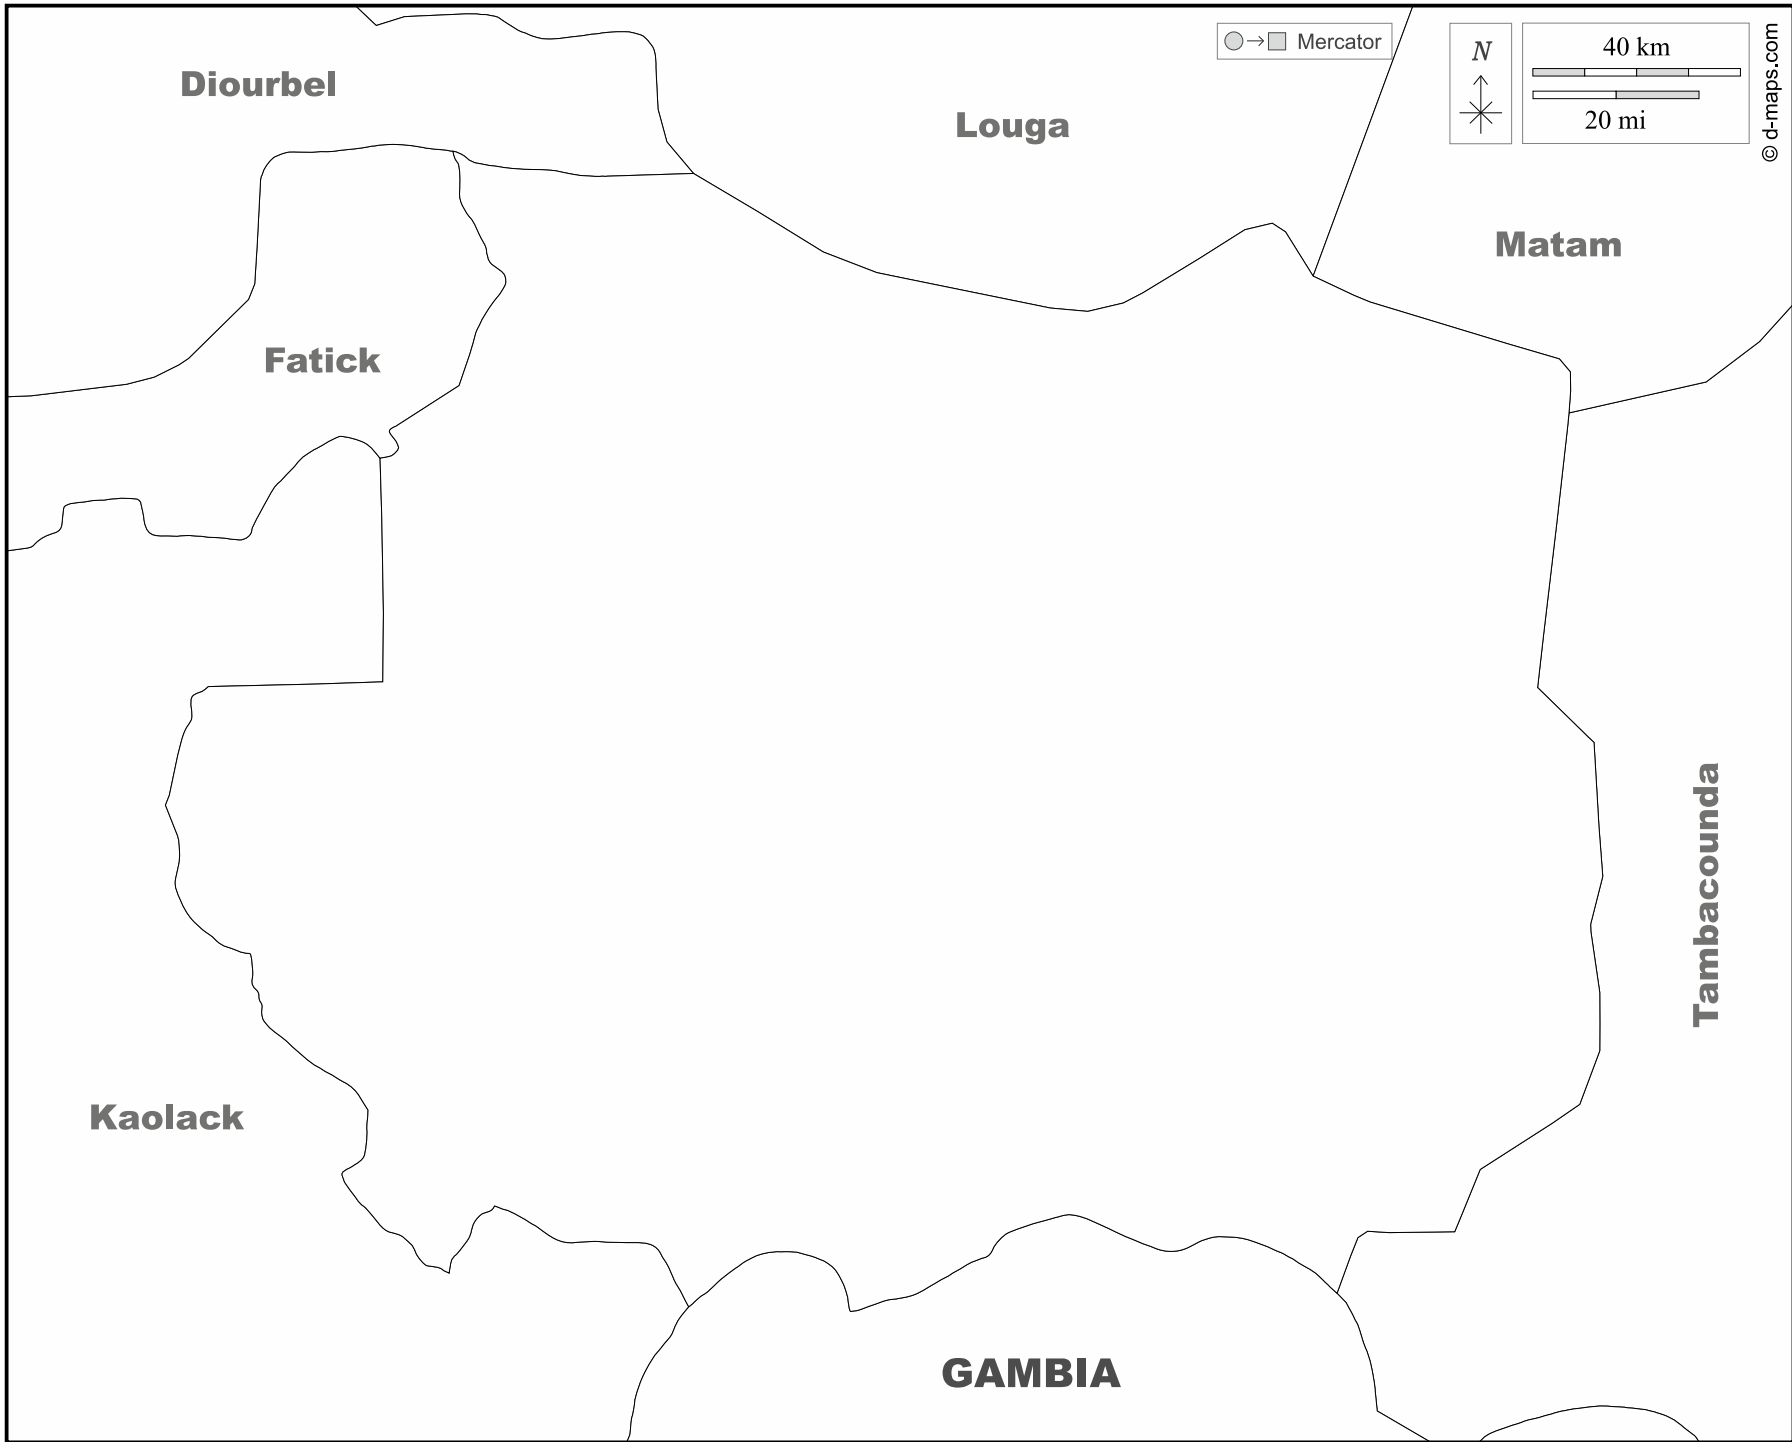 Diourbel
Louga
Mercator
N
40 km
20 mi
© d-maps.com
Matam
Fatick
Tambacounda
Kaolack
GAMBIA